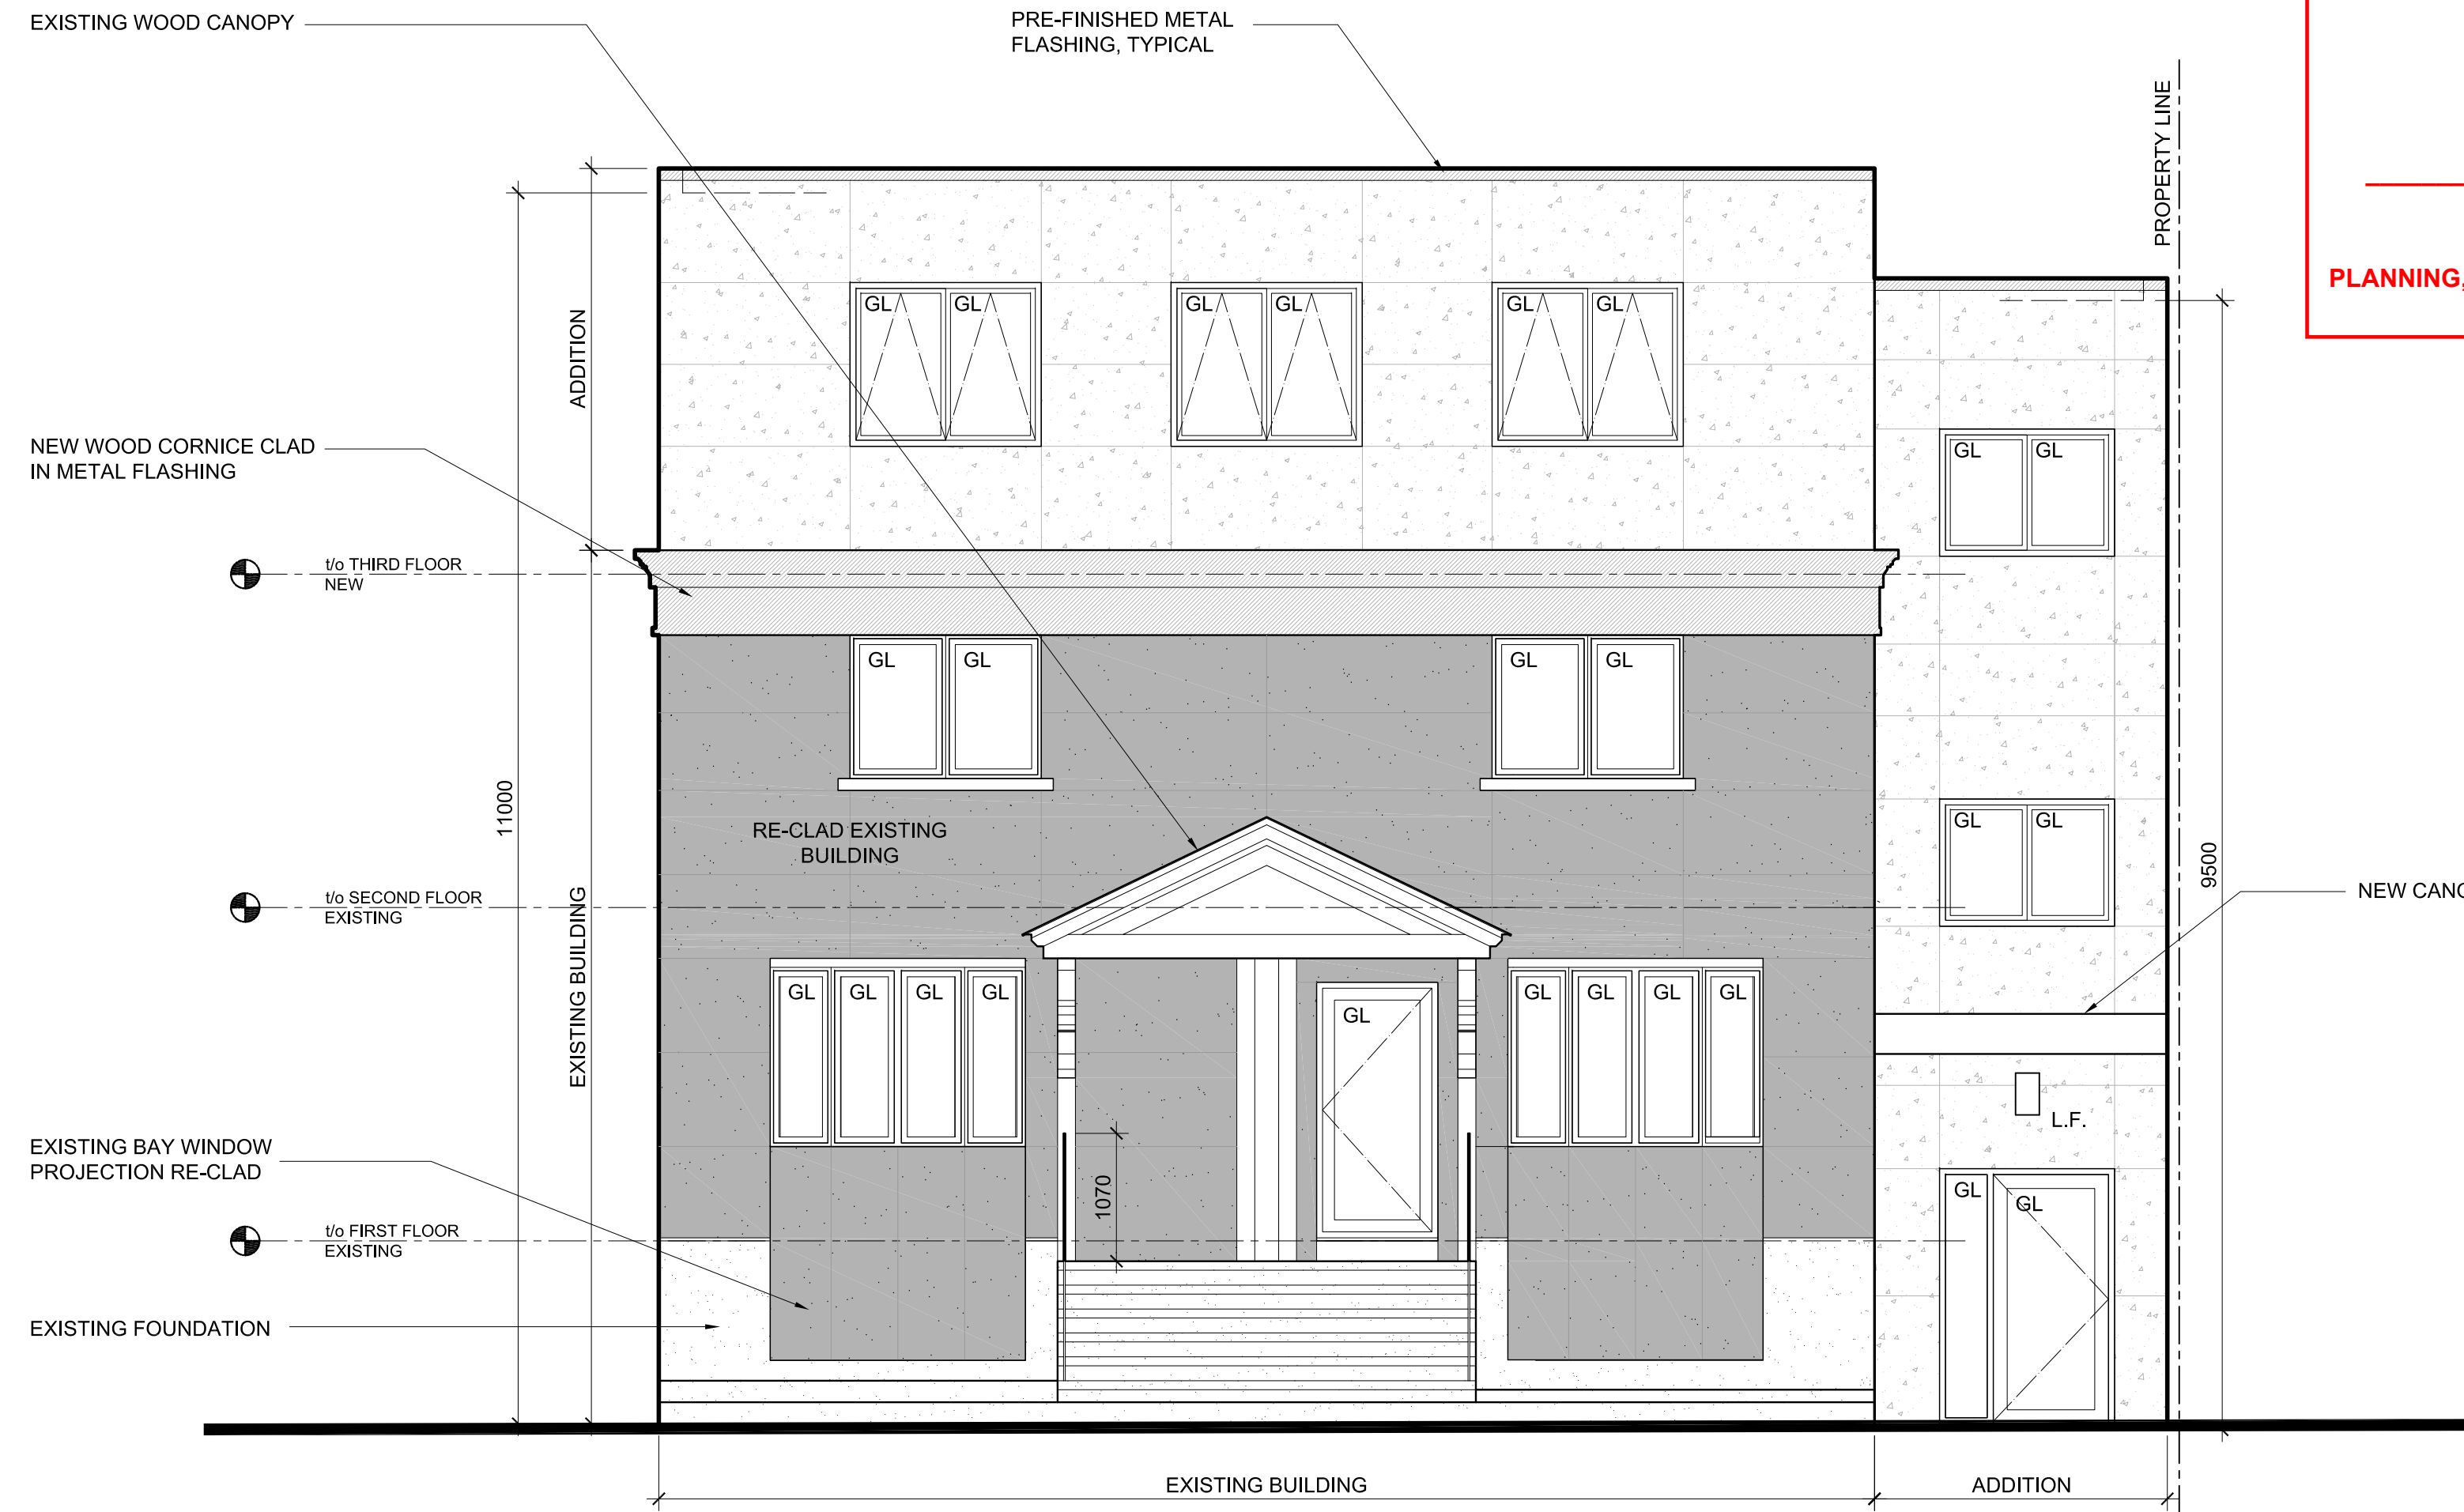 EXISTING WOOD CANOPY
PRE-FINISHED METAL
FLASHING, TYPICAL
PROPERTY LINE
PLANNING,
ADDITION
GL GL GL GL GL GL
NEW WOOD CORNICE CLAD
IN METAL FLASHING
GL GL
t/o THIRD FLOOR
NEW
GL GL GL GL
11000
RE-CLAD EXISTING
BUILDING
GL GL
9500
t/o SECOND FLOOR
EXISTING
NEW CANO
EXISTING BUILDING
GL GL GL GL GL GL GL GL GL
L.F.
EXISTING BAY WINDOW
PROJECTION RE-CLAD
1070
GL GL
t/o FIRST FLOOR
EXISTING
EXISTING FOUNDATION
EXISTING BUILDING
ADDITION